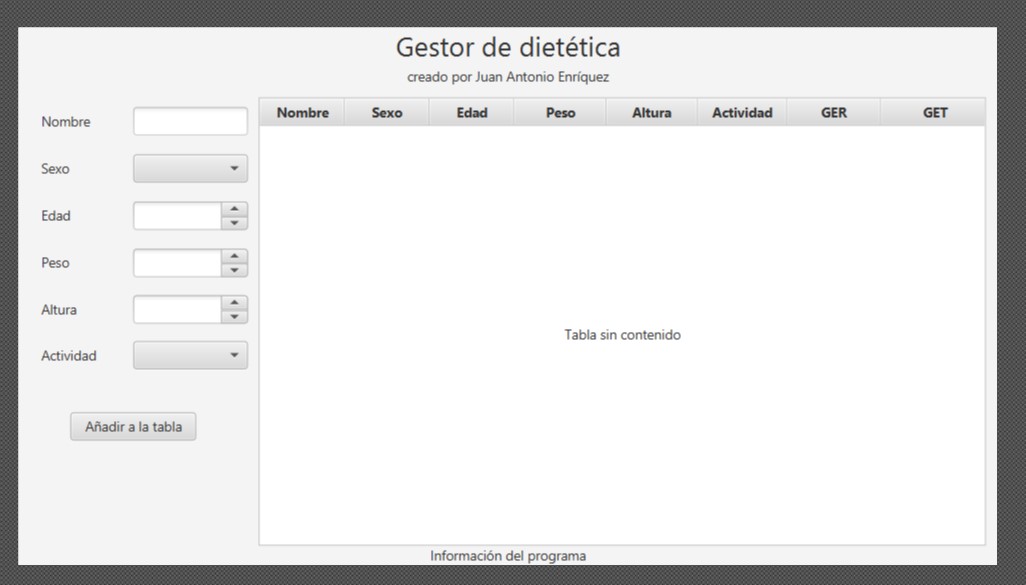 Gestor de dietética
creado por Juan Antonio Enríquez
Nombre
Sexo
Edad
Peso
Altura
Actividad
Añadir a la tabla
Nombre Sexo Edad Peso Altura Actividad GER GET
Tabla sin contenido
Información del programa